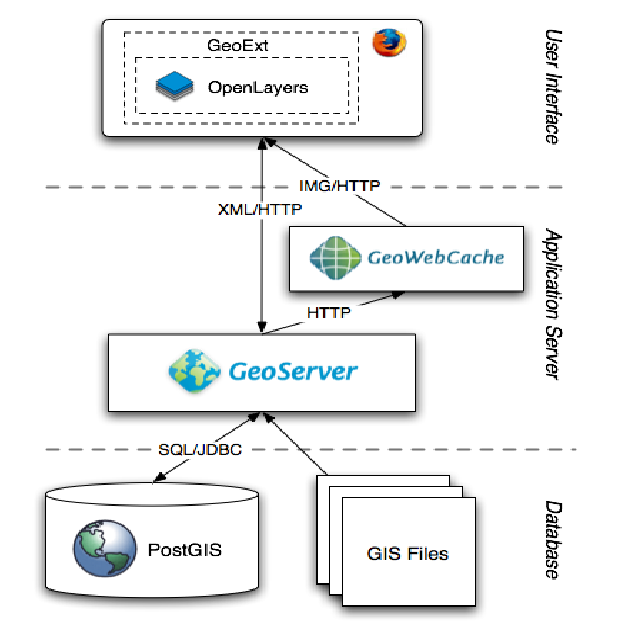 GeoExt
OpenLayers
User Interface
IMG/HTTP
XML/HTTP
GeoWebCache
HTTP
Application Server
GeoServer
SQL/JDBC
PostGIS
GIS Files
Database